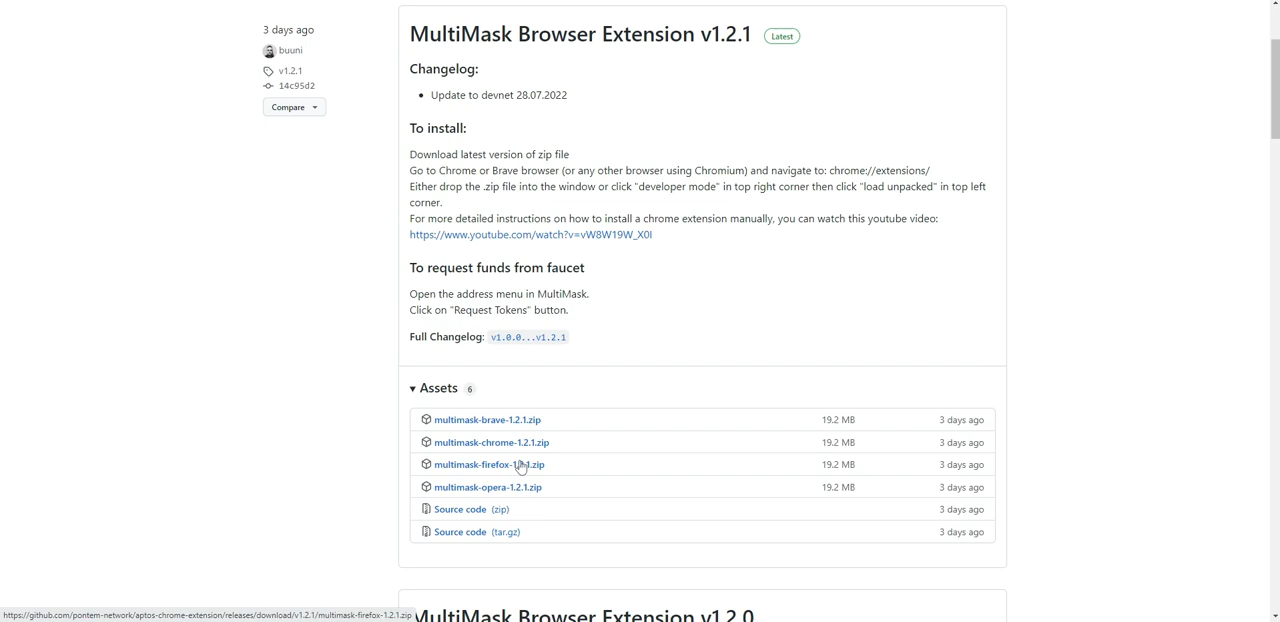 3 days ago
buuni
v1.2.1
14c95d2
Compare
MultiMask Browser Extension v1.2.1 Latest
Changelog:
• Update to devnet 28.07.2022
To install:
Download latest version of zip file
Go to Chrome or Brave browser (or any other browser using Chromium) and navigate to: chrome://extensions/
Either drop the .zip file into the window or click "developer mode" in top right corner then click "load unpacked" in top left
corner.
For more detailed instructions on how to install a chrome extension manually, you can watch this youtube video:
https://www.youtube.com/watch?v=vW8W19W_X0I
To request funds from faucet
Open the address menu in MultiMask.
Click on "Request Tokens" button.
Full Changelog: v1.0.0...v1.2.1
Assets 6
multimask-brave-1.2.1.zip 19.2 MB 3 days ago
multimask-chrome-1.2.1.zip 19.2 MB 3 days ago
multimask-firefox-1.2.1.zip 19.2 MB 3 days ago
multimask-opera-1.2.1.zip 19.2 MB 3 days ago
Source code (zip) 3 days ago
Source code (tar.gz) 3 days ago
MultiMask Browser Extension v1.2.0
https://github.com/pontem-network/aptos-chrome-extension/releases/download/v1.2.1/multimask-firefox-1.2.1.zip